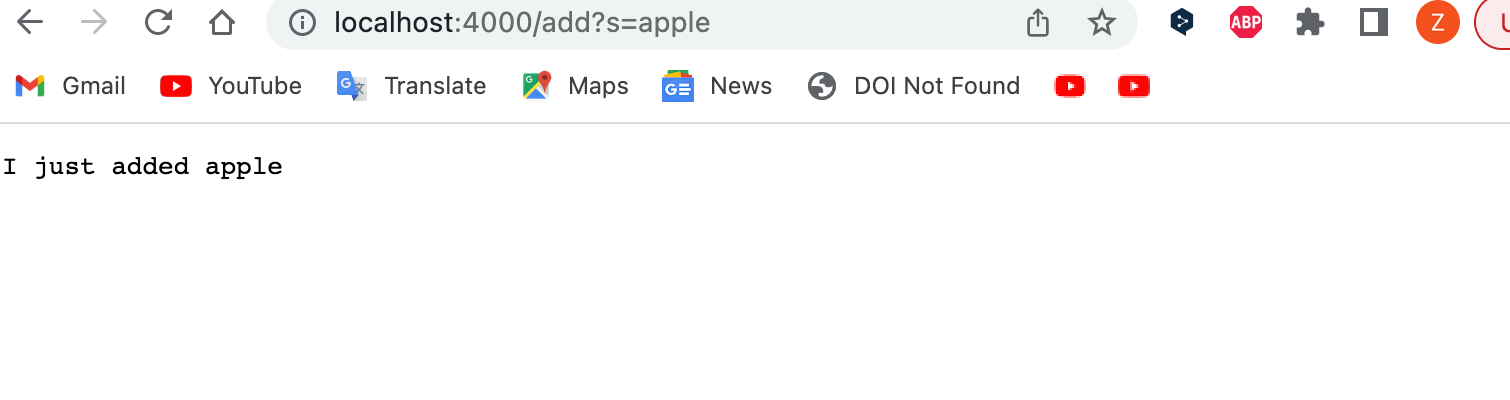 localhost:4000/add?s=apple ABP Z
Gmail YouTube Translate Maps News DOI Not Found
I just added apple